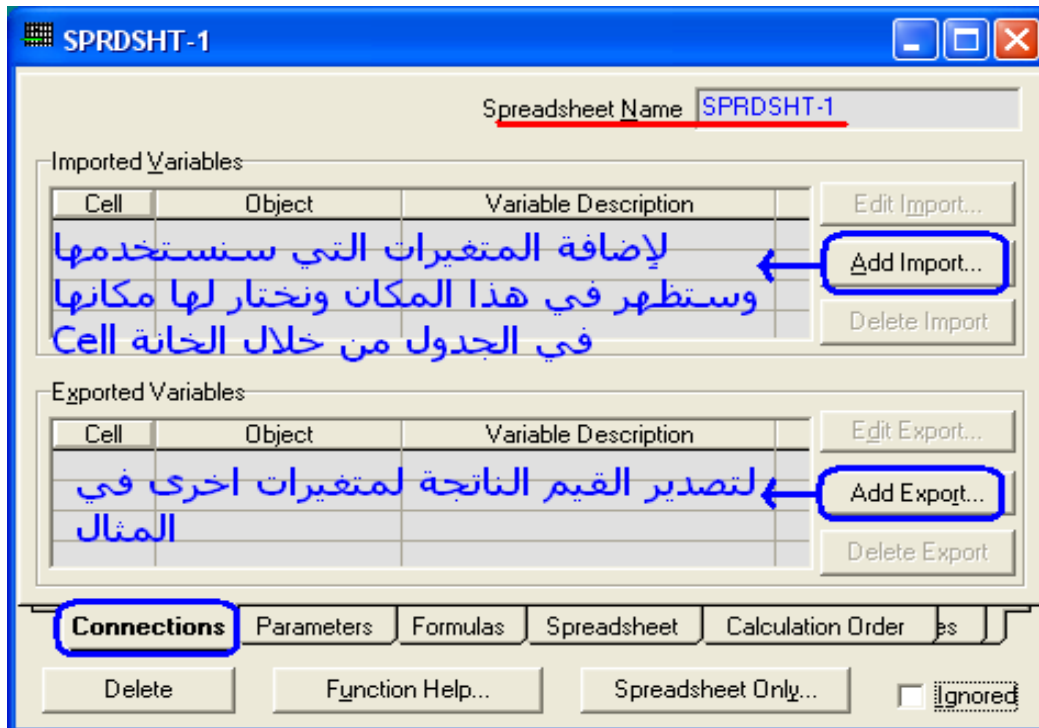 SPRDSHT-1
Spreadsheet Name SPRDSHT-1
Imported Variables
Cell Object Variable Description
Edit Import...
لإضافة المتغيرات التي سنستخدمها
Add Import...
وستظهر في هذا المكان ونختار لها مكانها
Delete Import
في الجدول من خلال الخانة Cell
Exported Variables
Cell Object Variable Description
Edit Export...
لتصدير القيم الناتجة لمتغيرات اخرى في
Add Export...
المثال
Delete Export
Connections Parameters Formulas Spreadsheet Calculation Order es
Delete Function Help... Spreadsheet Only... Ignored